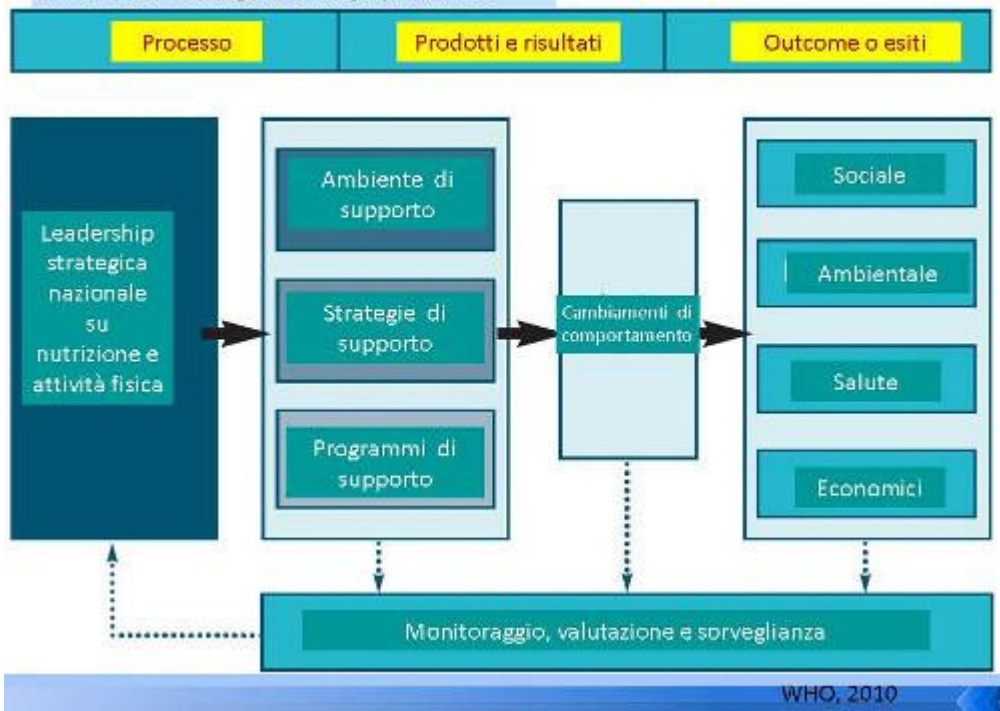 Processo
Prodotti e risultati
Outcome o esiti
Leadership
strategica
nazionale
su
nutrizione e
attività fisica
Ambiente di
supporto
Strategie di
supporto
Programmi di
supporto
Cambiamenti di
comportamento
Sociale
Ambientale
Salute
Economici
Monitoraggio, valutazione e sorveglianza
WHO, 2010